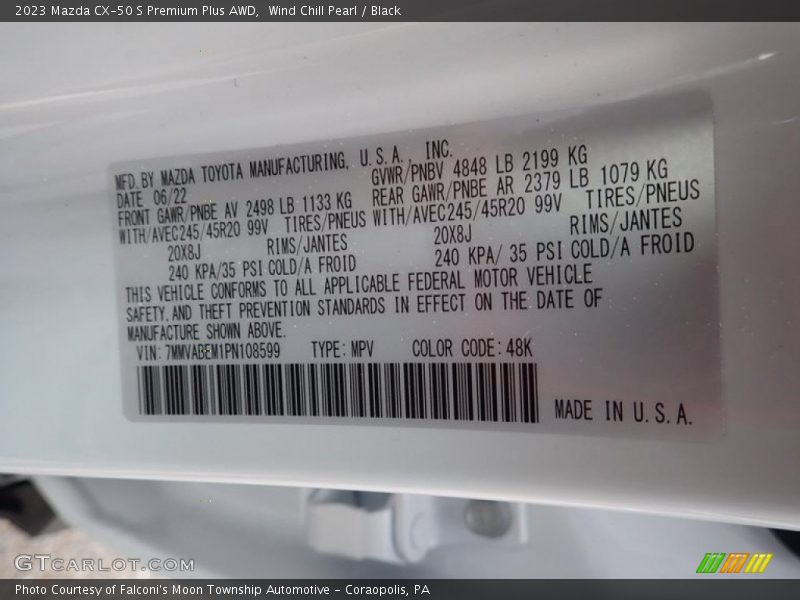 2023 Mazda CX-50 S Premium Plus AWD,  Wind Chill Pearl / Black
MFD.BY MAZDA TOYOTA MANUFACTURING, U.S.A. INC.
DATE 06/22 GVWR/PNBV 4848 LB 2199 KG
FRONT GAWR/PNBE AV 2498 LB 1133 KG REAR GAWR/PNBE AR 2379 LB 1079 KG
WITH/AVEC245/45R20 99V TIRES/PNEUS WITH/AVEC245/45R20 99V TIRES/PNEUS
20X8J RIMS/JANTES 20X8J RIMS/JANTES
240 KPA/35 PSI COLD/A FROID 240 KPA/ 35 PSI COLD/A FROID
THIS VEHICLE CONFORMS TO ALL APPLICABLE FEDERAL MOTOR VEHICLE
SAFETY, AND THEFT PREVENTION STANDARDS IN EFFECT ON THE DATE OF
MANUFACTURE SHOWN ABOVE.
VIN: 7MMVABEM1PN108599 TYPE: MPV COLOR CODE: 48K
MADE IN U.S.A.
GTCARLOT.COM
Photo Courtesy of Falconi's Moon Township Automotive - Coraopolis, PA